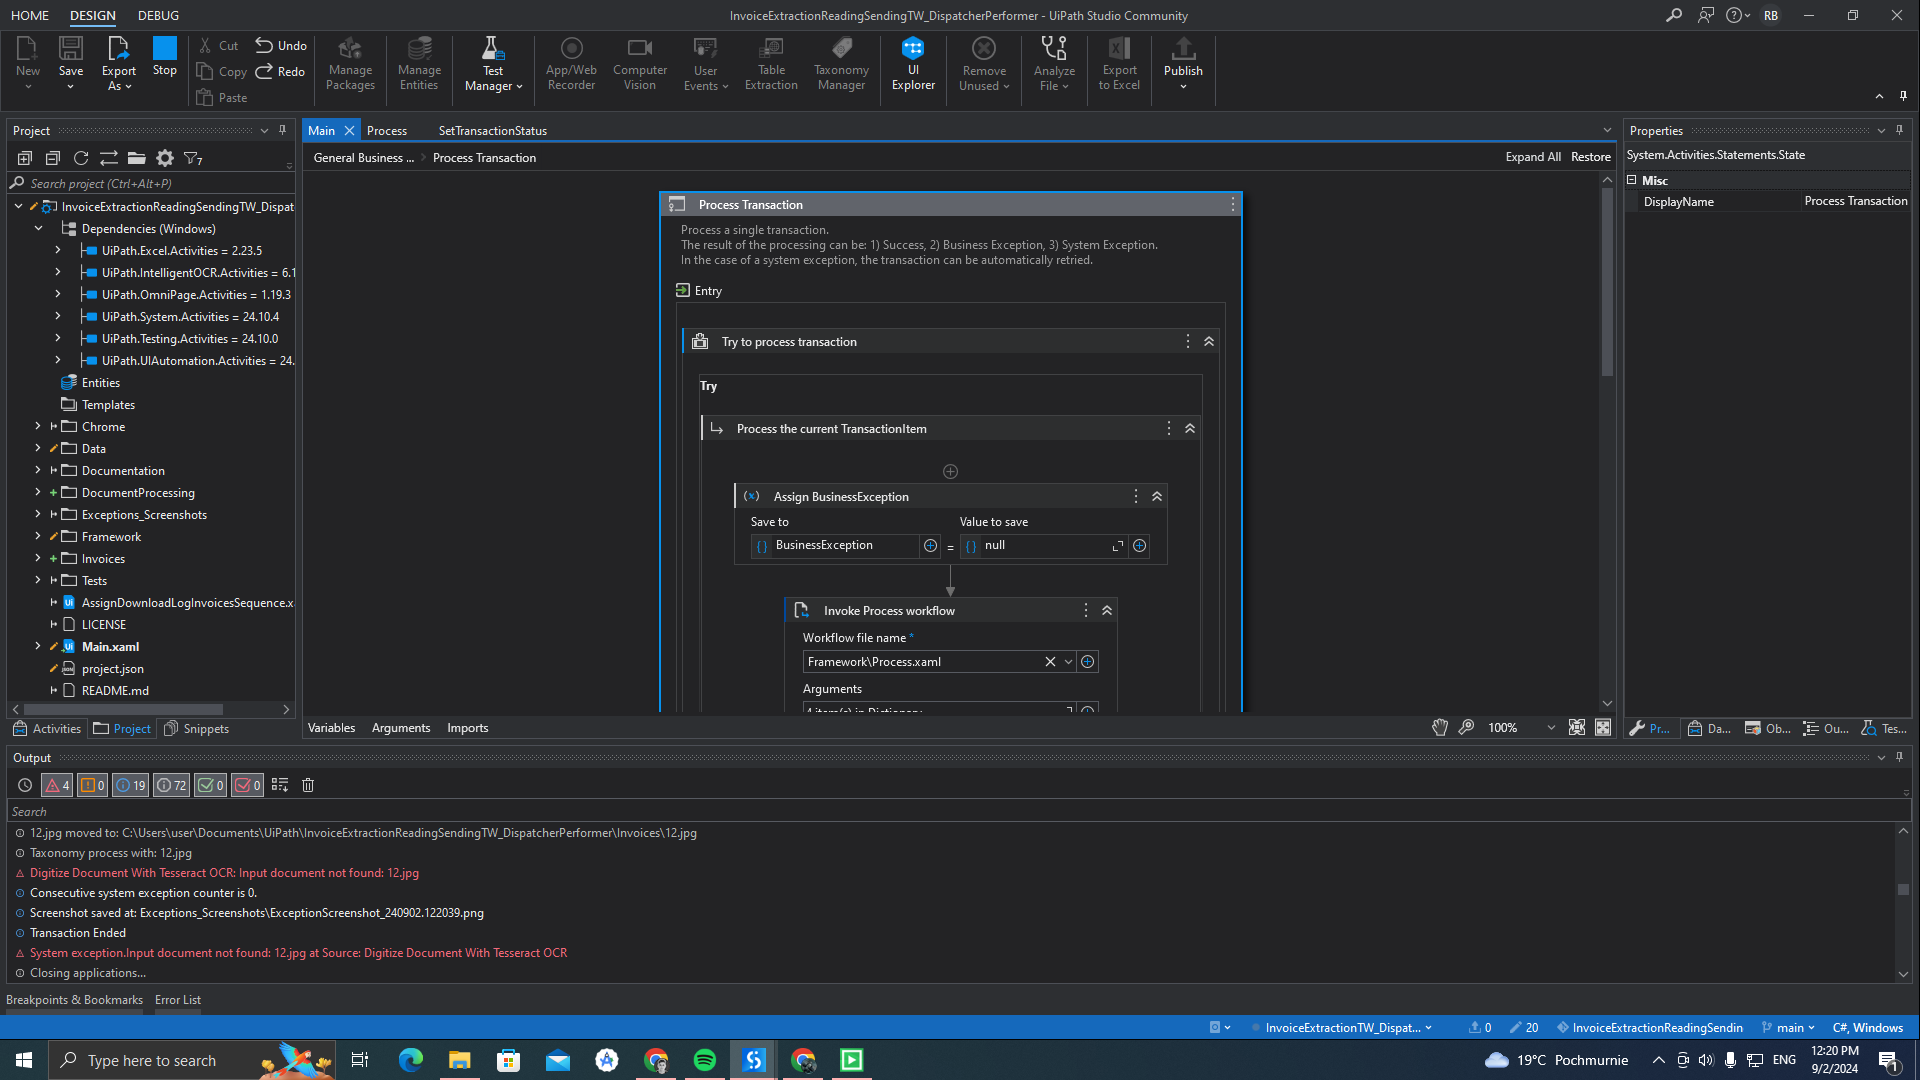 HOME DESIGN DEBUG
InvoiceExtractionReadingSendingTW_DispatcherPerformer - UiPath Studio Community
RB
New
Save
Export As
Stop
Cut
Copy
Paste
Undo
Redo
Manage Packages
Manage Entities
Test Manager
App/Web Recorder
Computer Vision
User Events
Table Extraction
Taxonomy Manager
UI Explorer
Remove Unused
Analyze File
Export to Excel
Publish
Project
7
Search project (Ctrl+Alt+P)
InvoiceExtractionReadingSendingTW_Dispat
Dependencies (Windows)
UiPath.Excel.Activities = 2.23.5
UiPath.IntelligentOCR.Activities = 6.1
UiPath.OmniPage.Activities = 1.19.3
UiPath.System.Activities = 24.10.4
UiPath.Testing.Activities = 24.10.0
UiPath.UIAutomation.Activities = 24.
Entities
Templates
Chrome
Data
Documentation
DocumentProcessing
Exceptions_Screenshots
Framework
Invoices
Tests
AssignDownloadLogInvoicesSequence.x
LICENSE
Main.xaml
project.json
README.md
Activities Project Snippets
Main Process SetTransactionStatus
General Business ... Process Transaction
Expand All Restore
Process Transaction
Process a single transaction.
The result of the processing can be: 1) Success, 2) Business Exception, 3) System Exception.
In the case of a system exception, the transaction can be automatically retried.
Entry
Try to process transaction
Try
Process the current TransactionItem
Assign BusinessException
Save to Value to save
BusinessException = null
Invoke Process workflow
Workflow file name *
Framework\Process.xaml
Arguments
4 item(s) in Dictionary
Variables Arguments Imports
100%
Properties
System.Activities.Statements.State
Misc
DisplayName Process Transaction
Pr... Da... Ob... Ou... Tes...
Output
4 0 19 72 0 0
Search
12.jpg moved to: C:\Users\user\Documents\UiPath\InvoiceExtractionReadingSendingTW_DispatcherPerformer\Invoices\12.jpg
Taxonomy process with: 12.jpg
Digitize Document With Tesseract OCR: Input document not found: 12.jpg
Consecutive system exception counter is 0.
Screenshot saved at: Exceptions_Screenshots\ExceptionScreenshot_240902.122039.png
Transaction Ended
System exception.Input document not found: 12.jpg at Source: Digitize Document With Tesseract OCR
Closing applications...
Breakpoints & Bookmarks Error List
InvoiceExtractionTW_Dispat... 0 20 InvoiceExtractionReadingSendin main C#, Windows
Type here to search
19°C Pochmurnie
ENG
12:20 PM
9/2/2024
1